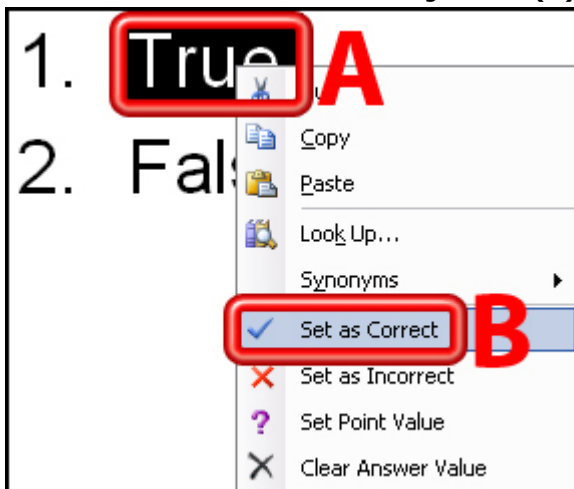 1. True A
2. Fal
Copy
Paste
Look Up...
Synonyms
Set as Correct B
Set as Incorrect
Set Point Value
Clear Answer Value